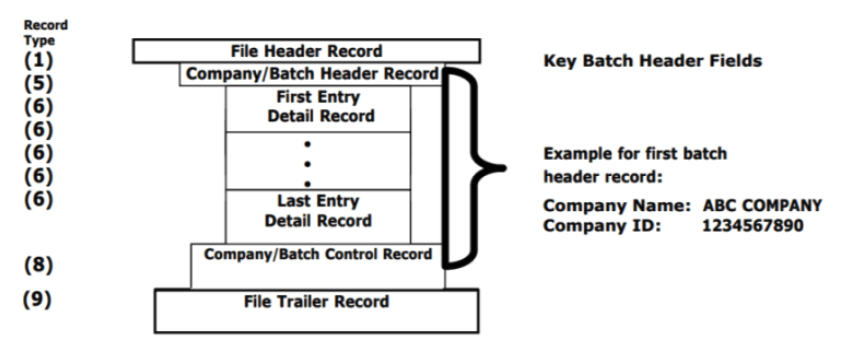 Record
Type
(1)
(5)
(6)
(6)
(6)
(6)
(6)
(8)
(9)
File Header Record
Company/Batch Header Record
First Entry
Detail Record
Last Entry
Detail Record
Company/Batch Control Record
File Trailer Record
Key Batch Header Fields
Example for first batch
header record:
Company Name: ABC COMPANY
Company ID: 1234567890